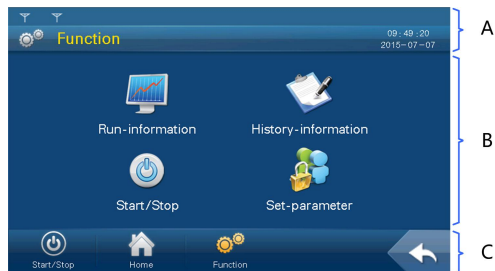 Function
09:49:20
2015-07-07
A
Run-information
History-information
B
Start/Stop
Set-parameter
Start/Stop
Home
Function
C